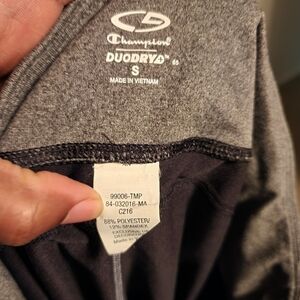 Champion
DUODRY
S
MADE IN VIETNAM
99006-TMP
84-032016-MA
C216
88% POLYESTER/
12% SPANDEX